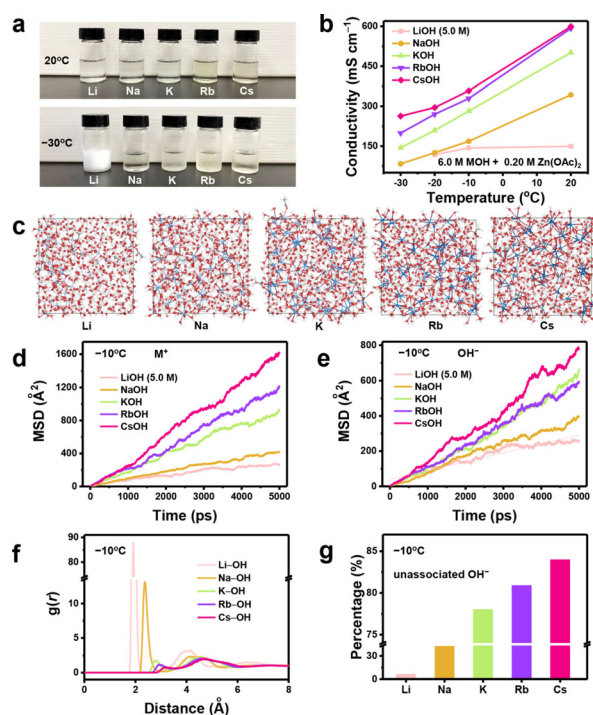 a
20°C
Li Na K Rb Cs
−30°C
Li Na K Rb Cs
b
Conductivity (mS cm⁻¹)
600
450
300
150
LiOH (5.0 M)
NaOH
KOH
RbOH
CsOH
6.0 M MOH + 0.20 M Zn(OAc)₂
-30 -20 -10 0 10 20
Temperature (°C)
c
Li Na K Rb Cs
d
−10°C M⁺
MSD (Å²)
1600
1200
800
400
0
LiOH (5.0 M)
NaOH
KOH
RbOH
CsOH
0 1000 2000 3000 4000 5000
Time (ps)
e
−10°C OH⁻
MSD (Å²)
800
600
400
200
0
LiOH (5.0 M)
NaOH
KOH
RbOH
CsOH
0 1000 2000 3000 4000 5000
Time (ps)
f
−10°C
g(r)
90
80
10
5
0
Li–OH
Na–OH
K–OH
Rb–OH
Cs–OH
0 2 4 6 8
Distance (Å)
g
−10°C
unassociated OH⁻
Percentage (%)
85
80
75
30
0
Li Na K Rb Cs